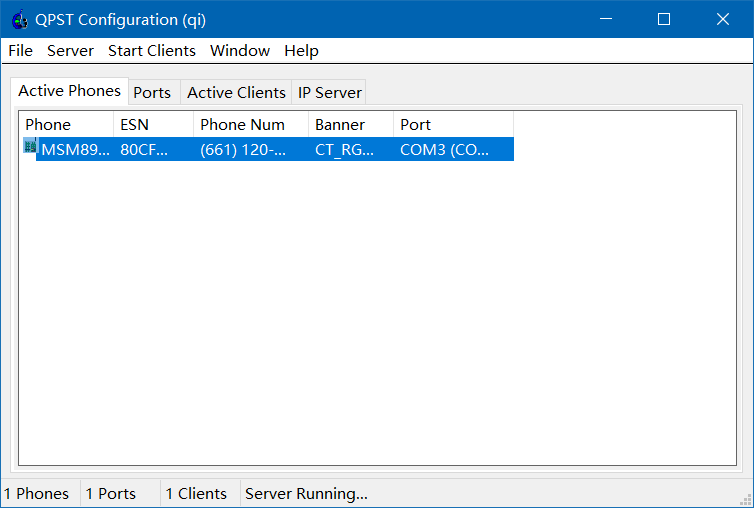 QPST Configuration (qi)
File Server Start Clients Window Help
Active Phones Ports Active Clients IP Server
Phone ESN Phone Num Banner Port
MSM89... 80CF... (661) 120-... CT_RG... COM3 (CO...
1 Phones 1 Ports 1 Clients Server Running...